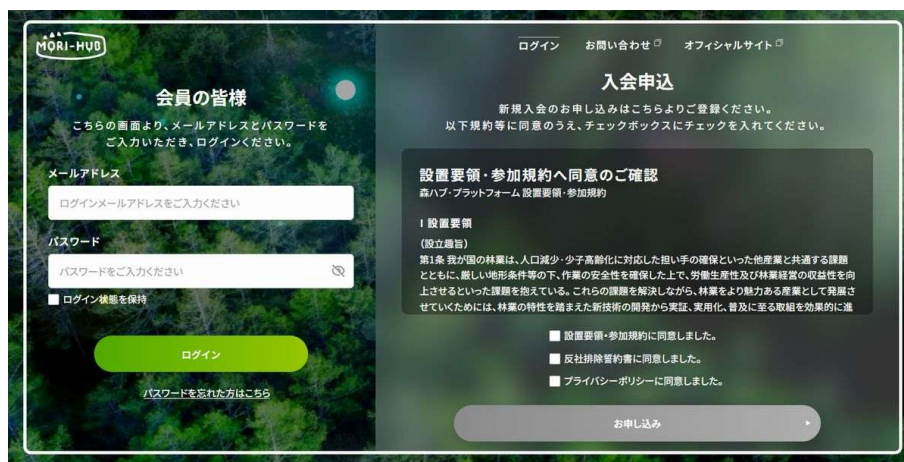 MORI-HUB
ログイン
お問い合わせ
オフィシャルサイト
会員の皆様
こちらの画面より、メールアドレスとパスワードを
ご入力いただき、ログインください。
メールアドレス
ログインメールアドレスをご入力ください
パスワード
パスワードをご入力ください
ログイン状態を保持
ログイン
パスワードを忘れた方はこちら
入会申込
新規入会のお申し込みはこちらよりご登録ください。
以下規約等に同意のうえ、チェックボックスにチェックを入れてください。
設置要領・参加規約へ同意のご確認
森ハブ・プラットフォーム 設置要領・参加規約
I 設置要領
(設立趣旨)
第1条 我が国の林業は、人口減少・少子高齢化に対応した担い手の確保といった他産業と共通する課題
とともに、厳しい地形条件等の下、作業の安全性を確保した上で、労働生産性及び林業経営の収益性を向
上させるといった課題を抱えている。これらの課題を解決しながら、林業をより魅力ある産業として発展さ
せていくためには、林業の特性を踏まえた新技術の開発から実証、実用化、普及に至る取組を効果的に進
設置要領・参加規約に同意しました。
反社排除誓約書に同意しました。
プライバシーポリシーに同意しました。
お申し込み